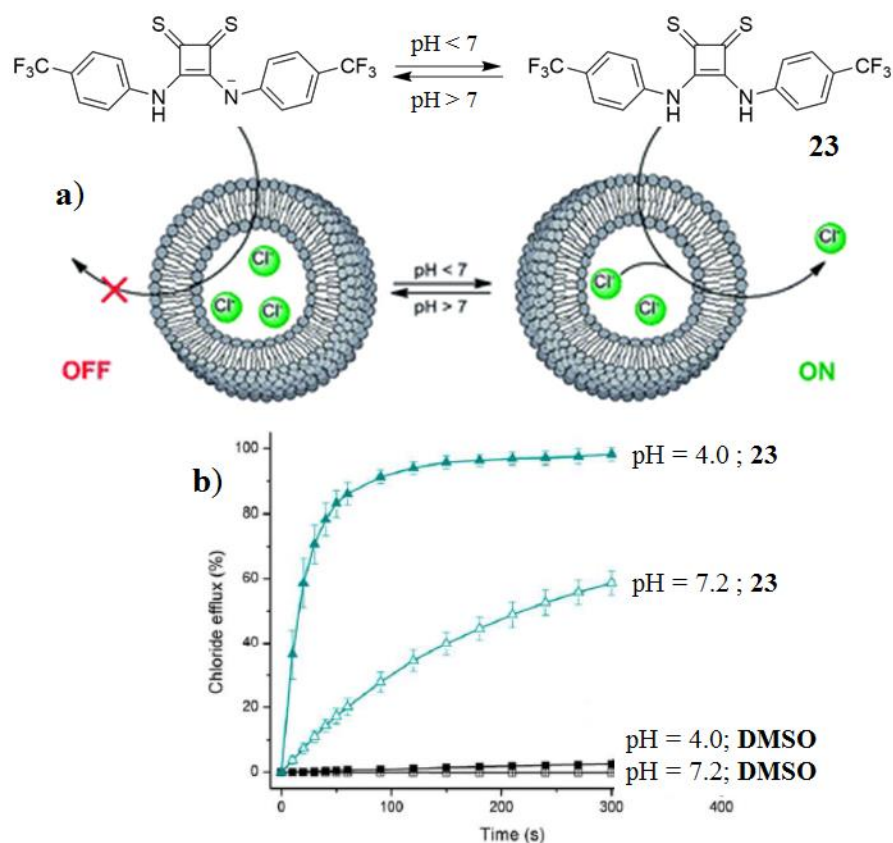 S S
S S
F₃C
N
H
N
−
CF₃
pH < 7
pH > 7
F₃C
N
H
N
H
CF₃
23
a)
Cl⁻
Cl⁻
Cl⁻
pH < 7
pH > 7
Cl⁻
Cl⁻
Cl⁻
OFF
ON
b)
Chloride efflux (%)
100
80
60
40
20
0
pH = 4.0 ; 23
pH = 7.2 ; 23
pH = 4.0; DMSO
pH = 7.2; DMSO
0 100 200 300 400
Time (s)